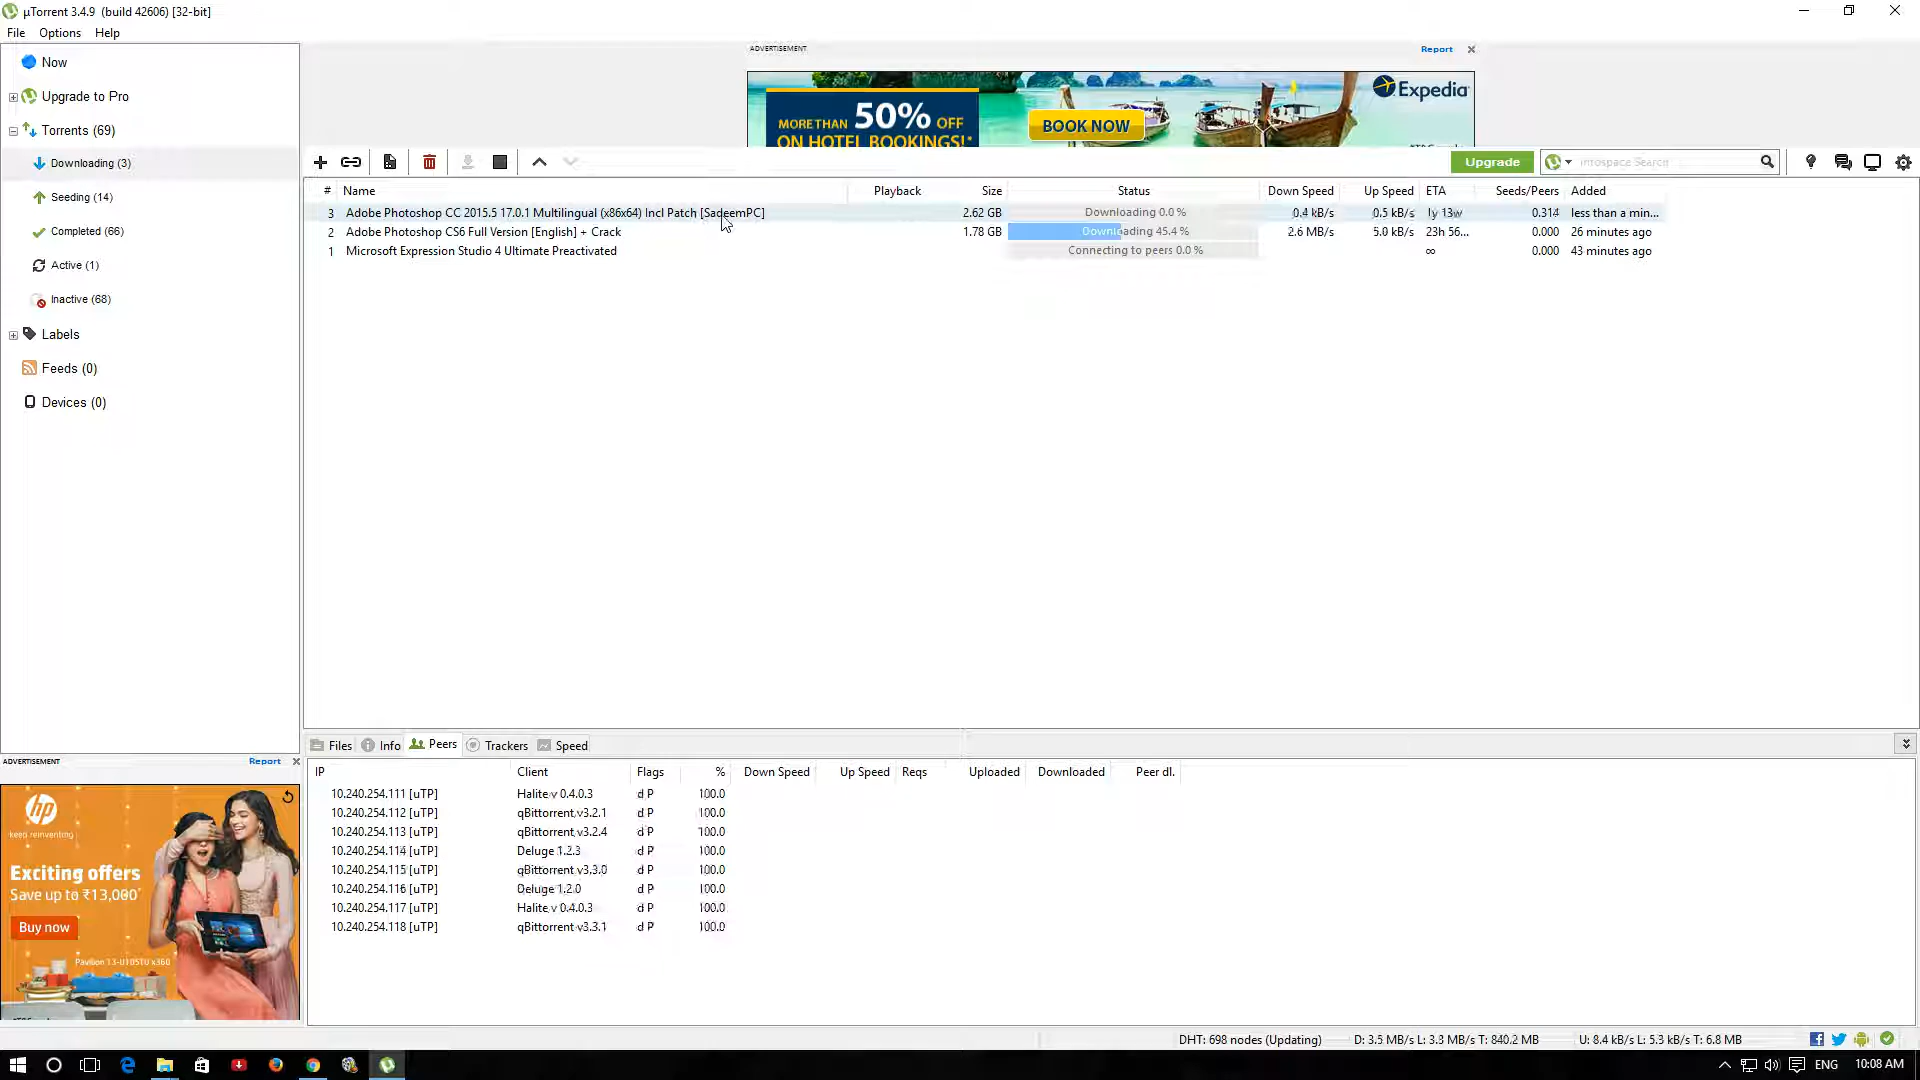 µTorrent 3.4.9 (build 42606) [32-bit]
File Options Help
Now
Upgrade to Pro
Torrents (69)
Downloading (3)
Seeding (14)
Completed (66)
Active (1)
Inactive (68)
Labels
Feeds (0)
Devices (0)
ADVERTISEMENT Report
MORE THAN 50% OFF
ON HOTEL BOOKINGS!*
BOOK NOW
Expedia
Upgrade
Infospace Search
# Name Playback Size Status Down Speed Up Speed ETA Seeds/Peers Added
3 Adobe Photoshop CC 2015.5 17.0.1 Multilingual (x86x64) Incl Patch [SadeemPC] 2.62 GB Downloading 0.0 % 0.4 kB/s 0.5 kB/s 1y 13w 0.314 less than a min...
2 Adobe Photoshop CS6 Full Version [English] + Crack 1.78 GB Downloading 45.4 % 2.6 MB/s 5.0 kB/s 23h 56... 0.000 26 minutes ago
1 Microsoft Expression Studio 4 Ultimate Preactivated Connecting to peers 0.0 % ∞ 0.000 43 minutes ago
Files Info Peers Trackers Speed
IP Client Flags % Down Speed Up Speed Reqs Uploaded Downloaded Peer dl.
10.240.254.111 [uTP] Halite v 0.4.0.3 d P 100.0
10.240.254.112 [uTP] qBittorrent v3.2.1 d P 100.0
10.240.254.113 [uTP] qBittorrent v3.2.4 d P 100.0
10.240.254.114 [uTP] Deluge 1.2.3 d P 100.0
10.240.254.115 [uTP] qBittorrent v3.3.0 d P 100.0
10.240.254.116 [uTP] Deluge 1.2.0 d P 100.0
10.240.254.117 [uTP] Halite v 0.4.0.3 d P 100.0
10.240.254.118 [uTP] qBittorrent v3.3.1 d P 100.0
ADVERTISEMENT Report
hp
keep reinventing
Exciting offers
Save up to ₹13,000*
Buy now
Pavilion 13-U105TU x360
DHT: 698 nodes (Updating) D: 3.5 MB/s L: 3.3 MB/s T: 840.2 MB U: 8.4 kB/s L: 5.3 kB/s T: 6.8 MB
ENG 10:08 AM